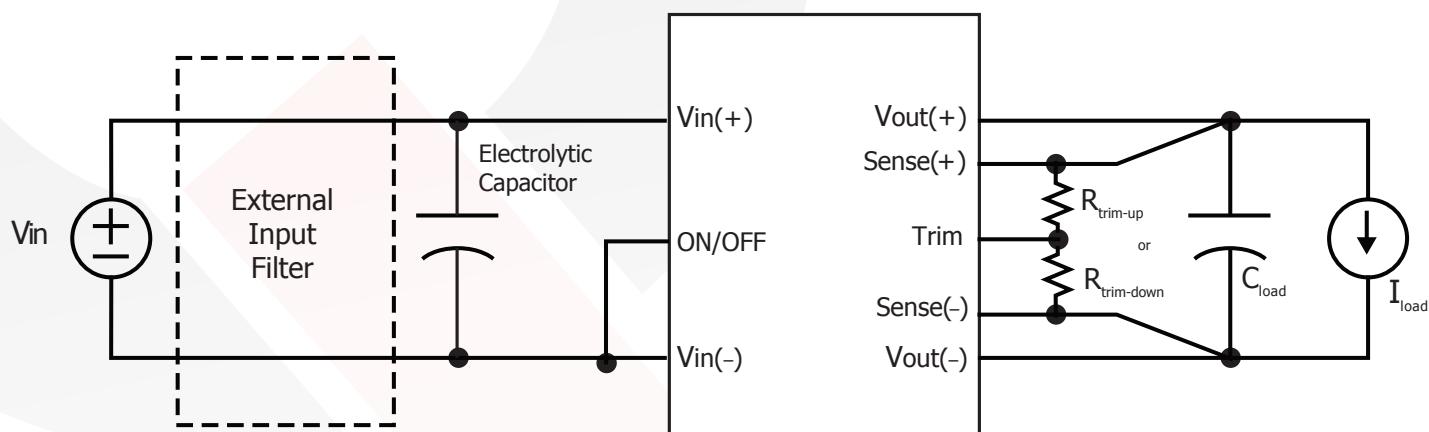 Vin
External
Input
Filter
Electrolytic
Capacitor
Vin(+)
ON/OFF
Vin(–)
Vout(+)
Sense(+)
Trim
Sense(–)
Vout(–)
Rtrim-up
or
Rtrim-down
Cload
Iload